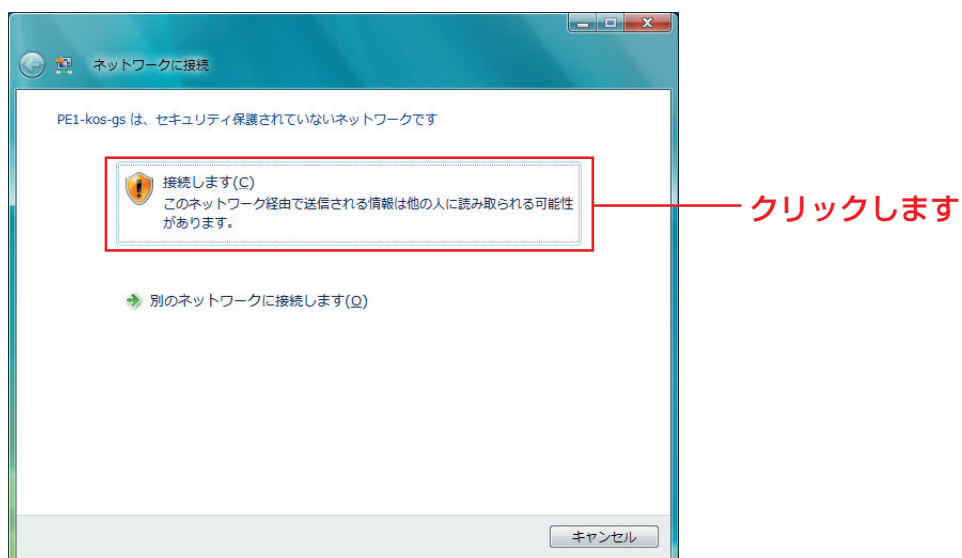 ネットワークに接続
PE1-kos-gs は、セキュリティ保護されていないネットワークです
接続します(C)
このネットワーク経由で送信される情報は他の人に読み取られる可能性
があります。
クリックします
別のネットワークに接続します(O)
キャンセル